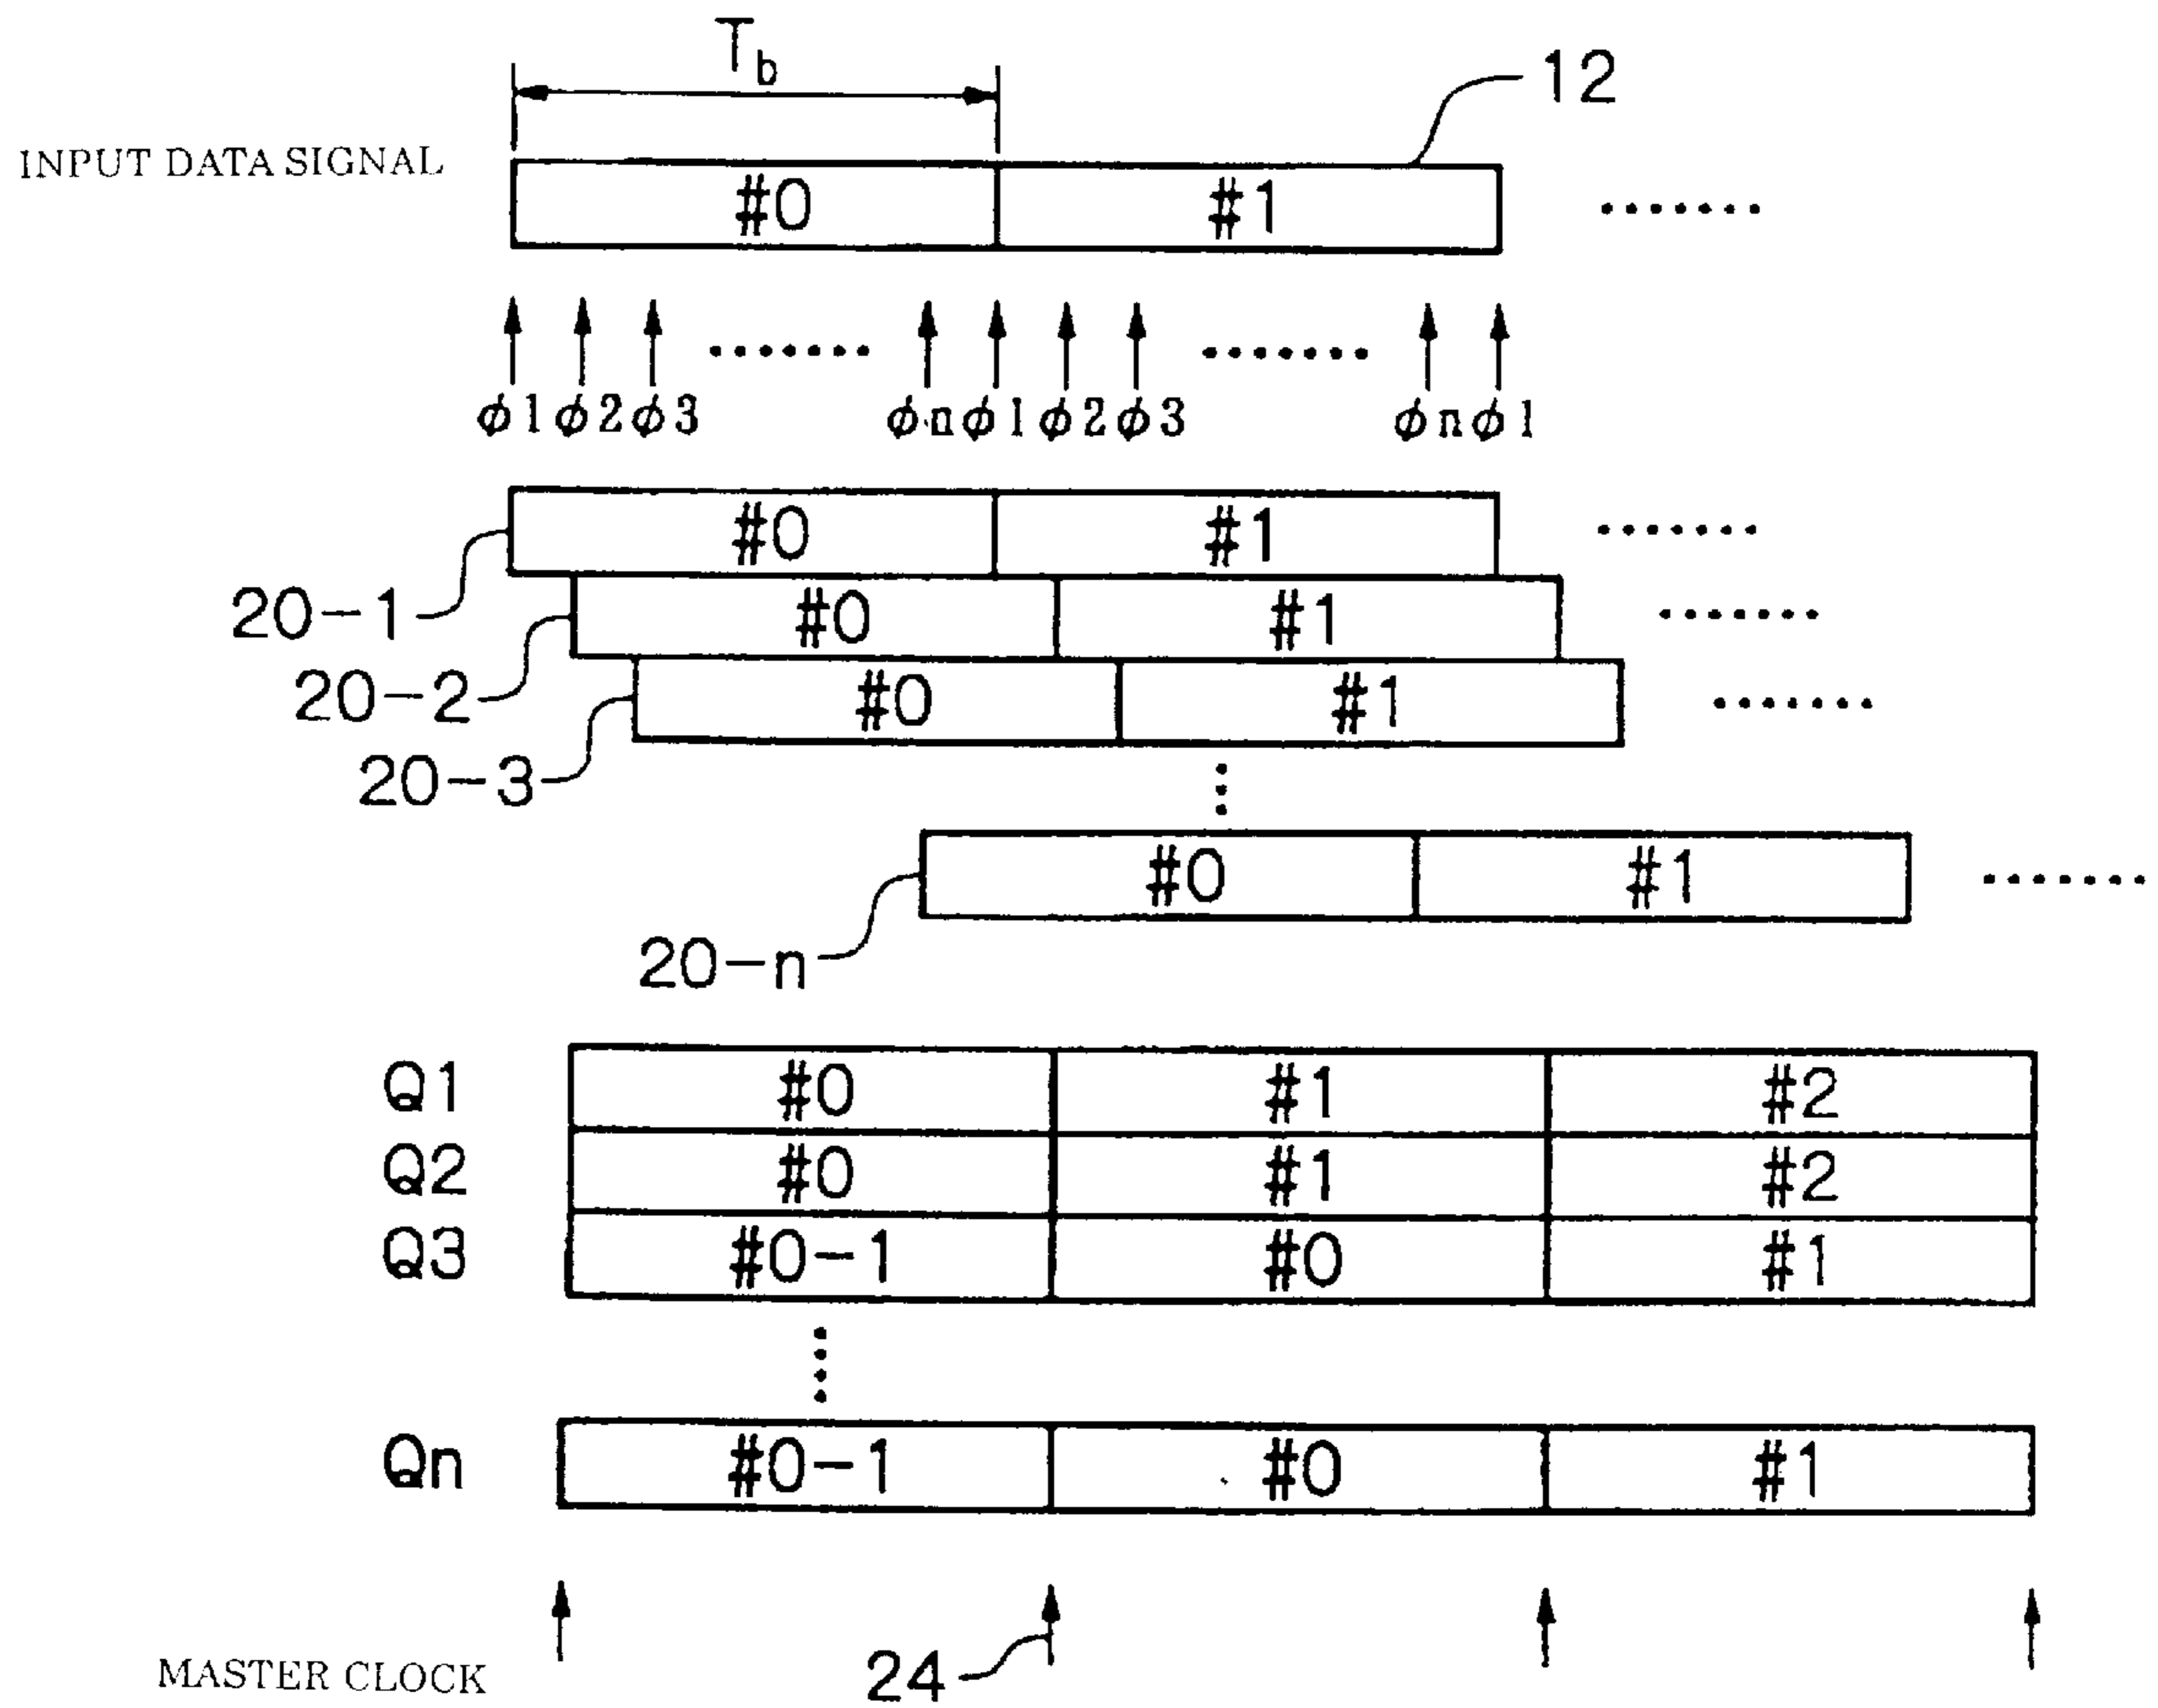 Tb
12
INPUT DATA SIGNAL
#0 #1 .......
....... .......
ϕ1 ϕ2 ϕ3 ϕn ϕ1 ϕ2 ϕ3 ϕn ϕ1
#0 #1 .......
20-1 #0 #1 .......
20-2 #0 #1 .......
20-3
#0 #1 .......
20-n
Q1 #0 #1 #2
Q2 #0 #1 #2
Q3 #0-1 #0 #1
Qn #0-1 #0 #1
MASTER CLOCK 24